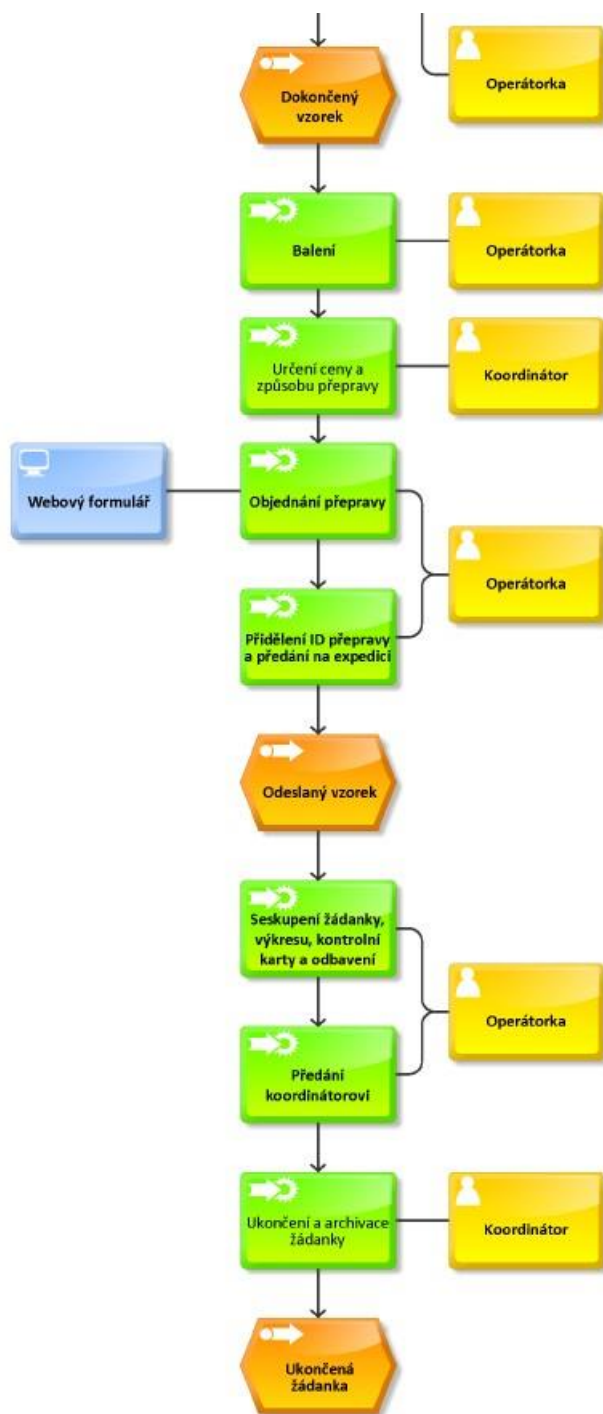 Operátorka
Dokončený
vzorek
Balení
Operátorka
Určení ceny a
způsobu přepravy
Koordinátor
Webový formulář
Objednání přepravy
Operátorka
Přidělení ID přepravy
a předání na expedici
Odeslaný vzorek
Seskupení žádanky,
výkresu, kontrolní
karty a odbavení
Operátorka
Předání
koordinátorovi
Ukončení a archivace
žádanky
Koordinátor
Ukončená
žádanka